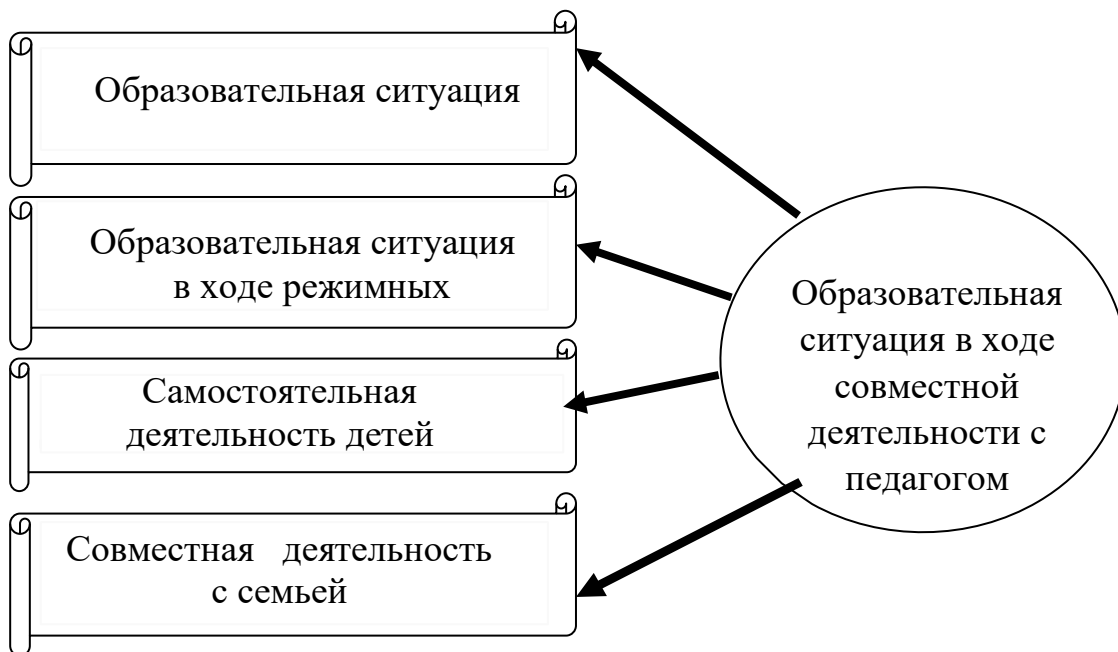 Образовательная ситуация
Образовательная ситуация
в ходе режимных
Самостоятельная
деятельность детей
Совместная деятельность
с семьей
Образовательная
ситуация в ходе
совместной
деятельности с
педагогом